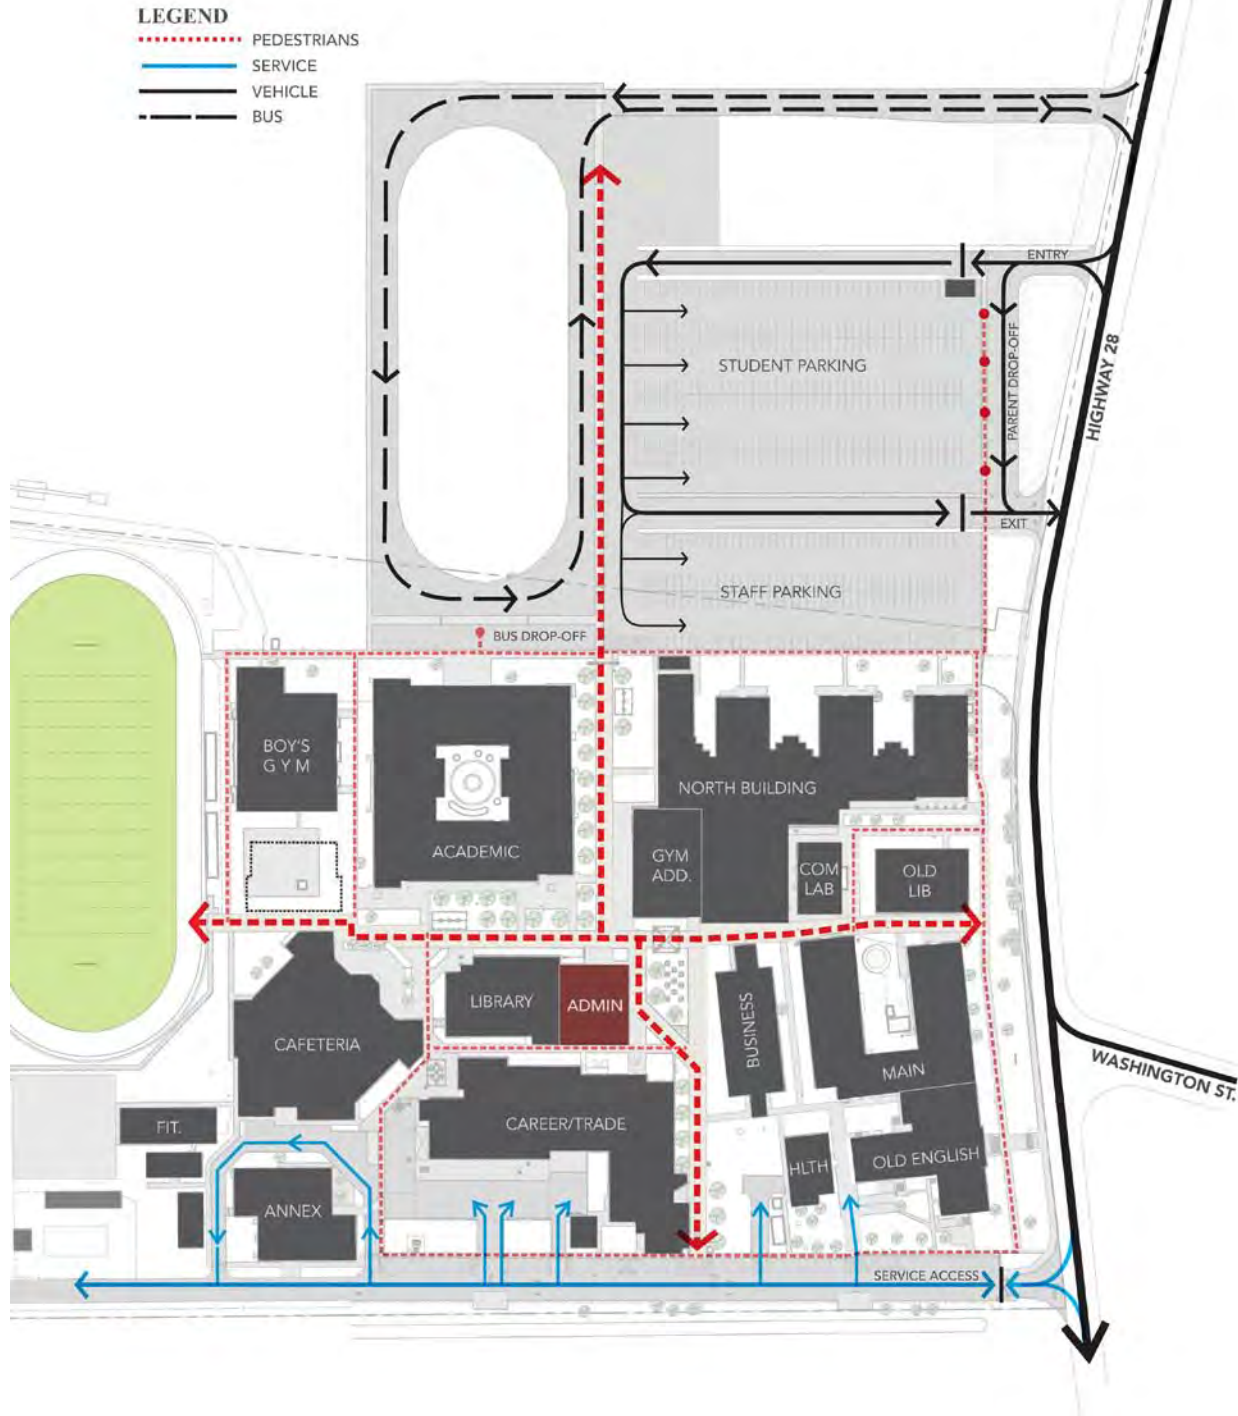 LEGEND
PEDESTRIANS
SERVICE
VEHICLE
BUS
ENTRY
STUDENT PARKING
PARENT DROP-OFF
HIGHWAY 28
EXIT
STAFF PARKING
BUS DROP-OFF
BOY'S
GYM
NORTH BUILDING
ACADEMIC
GYM
ADD.
COM
LAB
OLD
LIB
LIBRARY
ADMIN
BUSINESS
CAFETERIA
MAIN
WASHINGTON ST.
FIT.
CAREER/TRADE
HLTH
OLD ENGLISH
ANNEX
SERVICE ACCESS